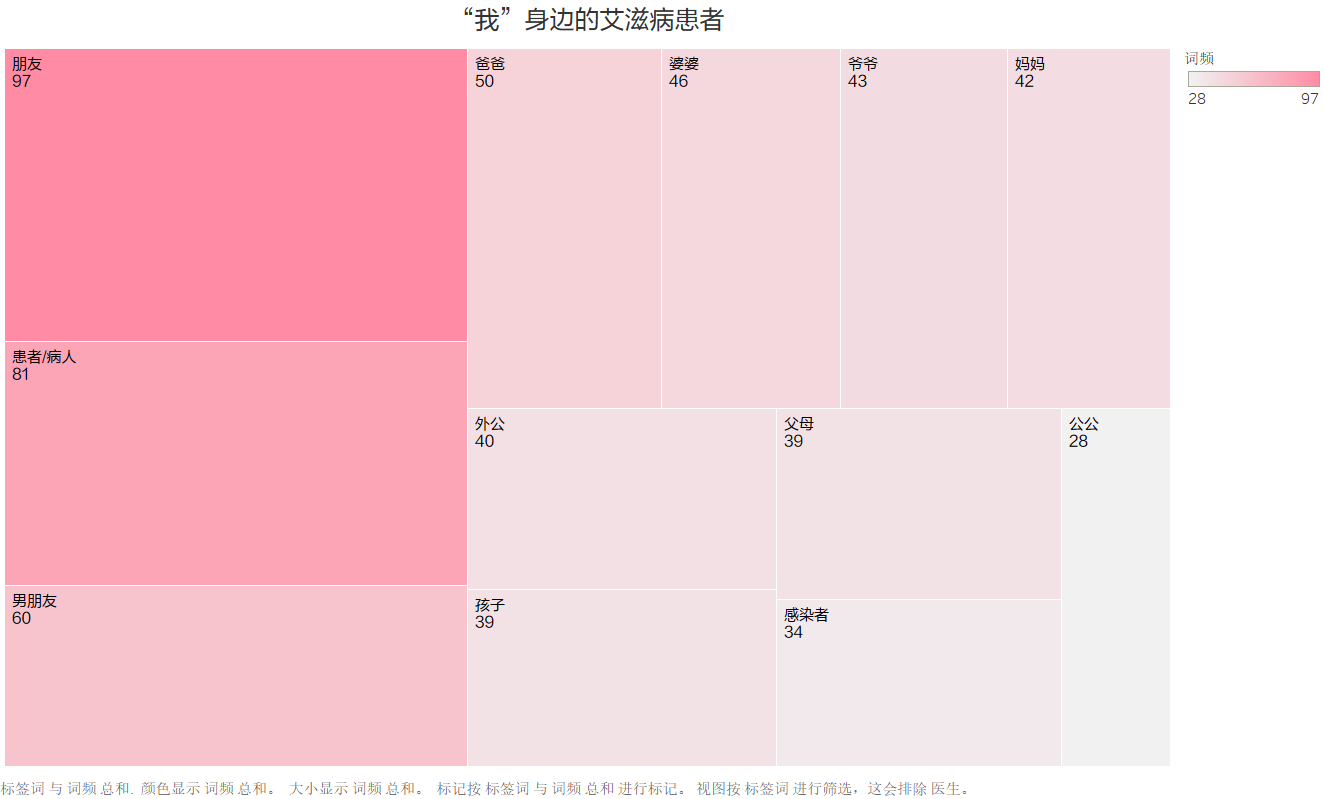 “我”身边的艾滋病患者
朋友
97
患者/病人
81
男朋友
60
爸爸
50
婆婆
46
爷爷
43
妈妈
42
外公
40
孩子
39
父母
39
感染者
34
公公
28
词频
28 97
标签词 与 词频 总和. 颜色显示 词频 总和。 大小显示 词频 总和。 标记按 标签词 与 词频 总和 进行标记。 视图按 标签词 进行筛选，这会排除 医生。